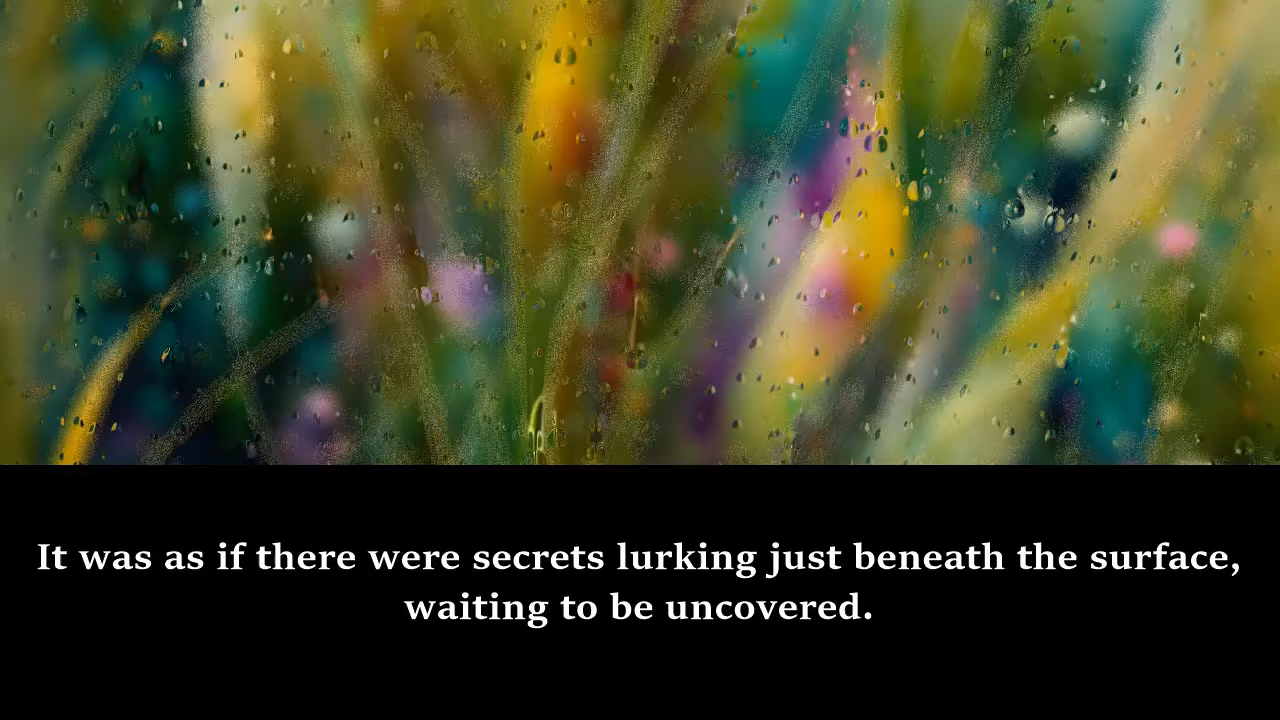 It was as if there were secrets lurking just beneath the surface,
waiting to be uncovered.